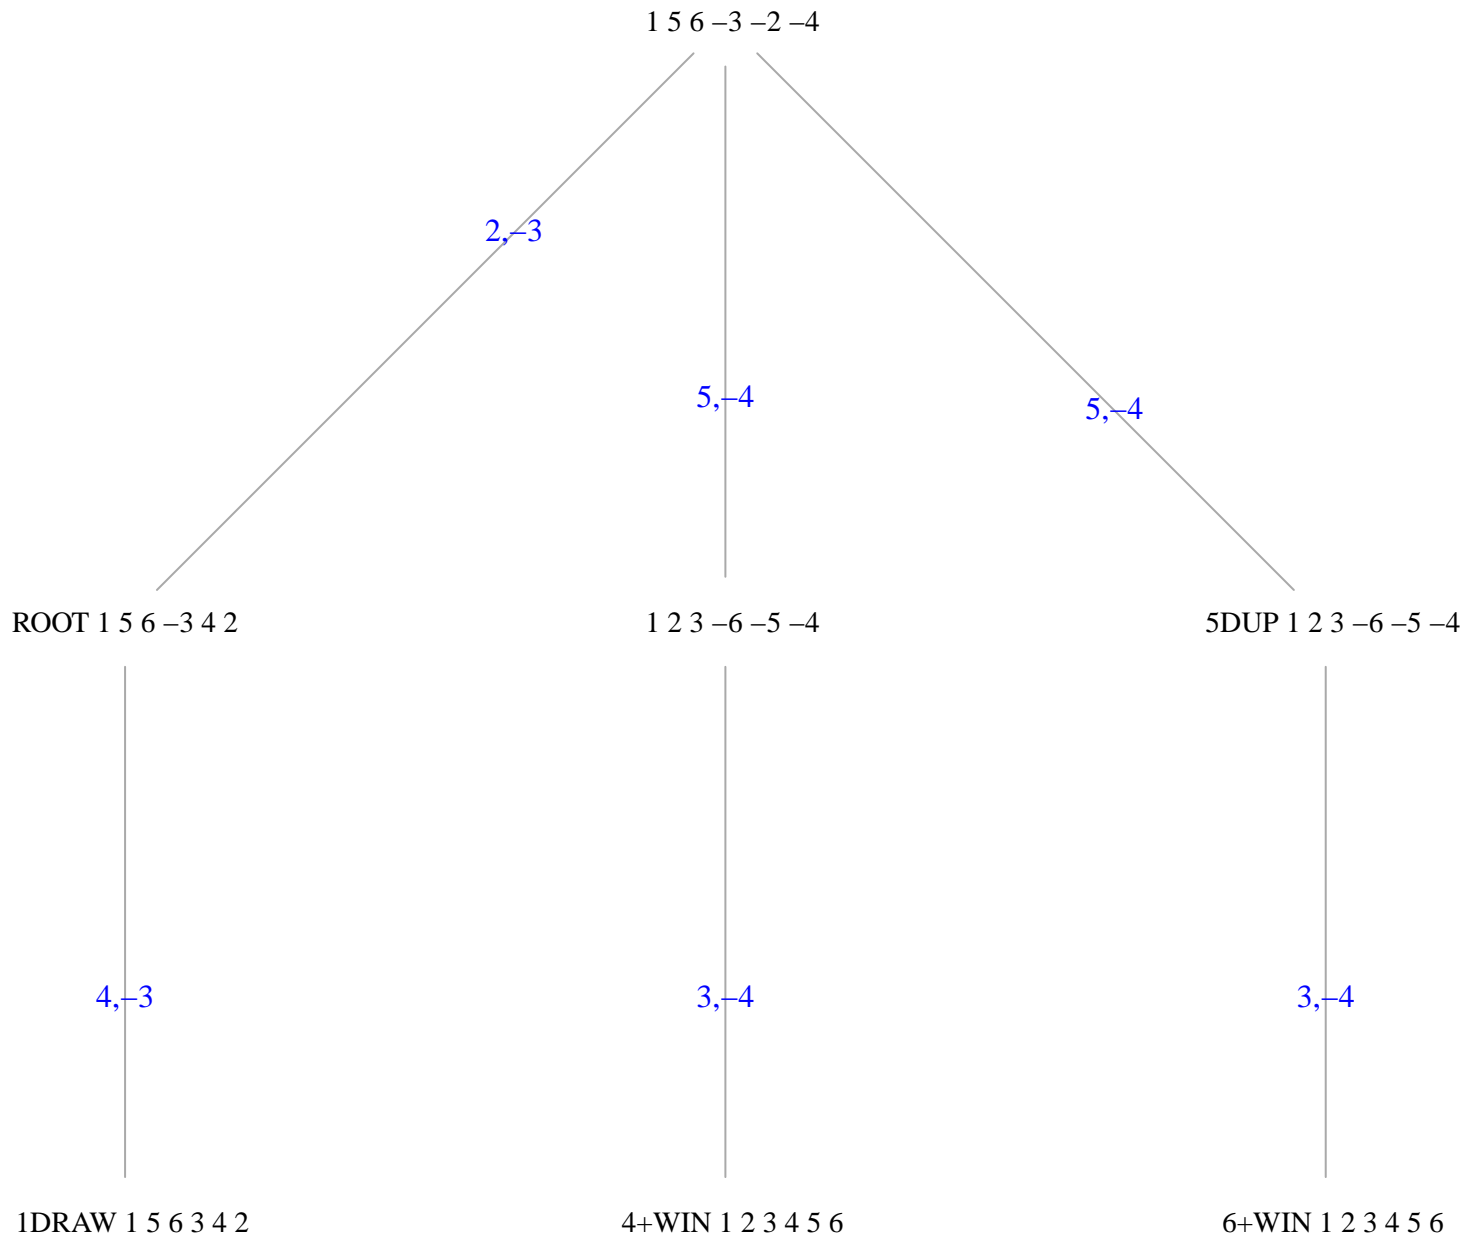 1 5 6 –3 –2 –4
2,–3
5,–4
5,–4
ROOT 1 5 6 –3 4 2
1 2 3 –6 –5 –4
5DUP 1 2 3 –6 –5 –4
4,–3
3,–4
3,–4
1DRAW 1 5 6 3 4 2
4+WIN 1 2 3 4 5 6
6+WIN 1 2 3 4 5 6